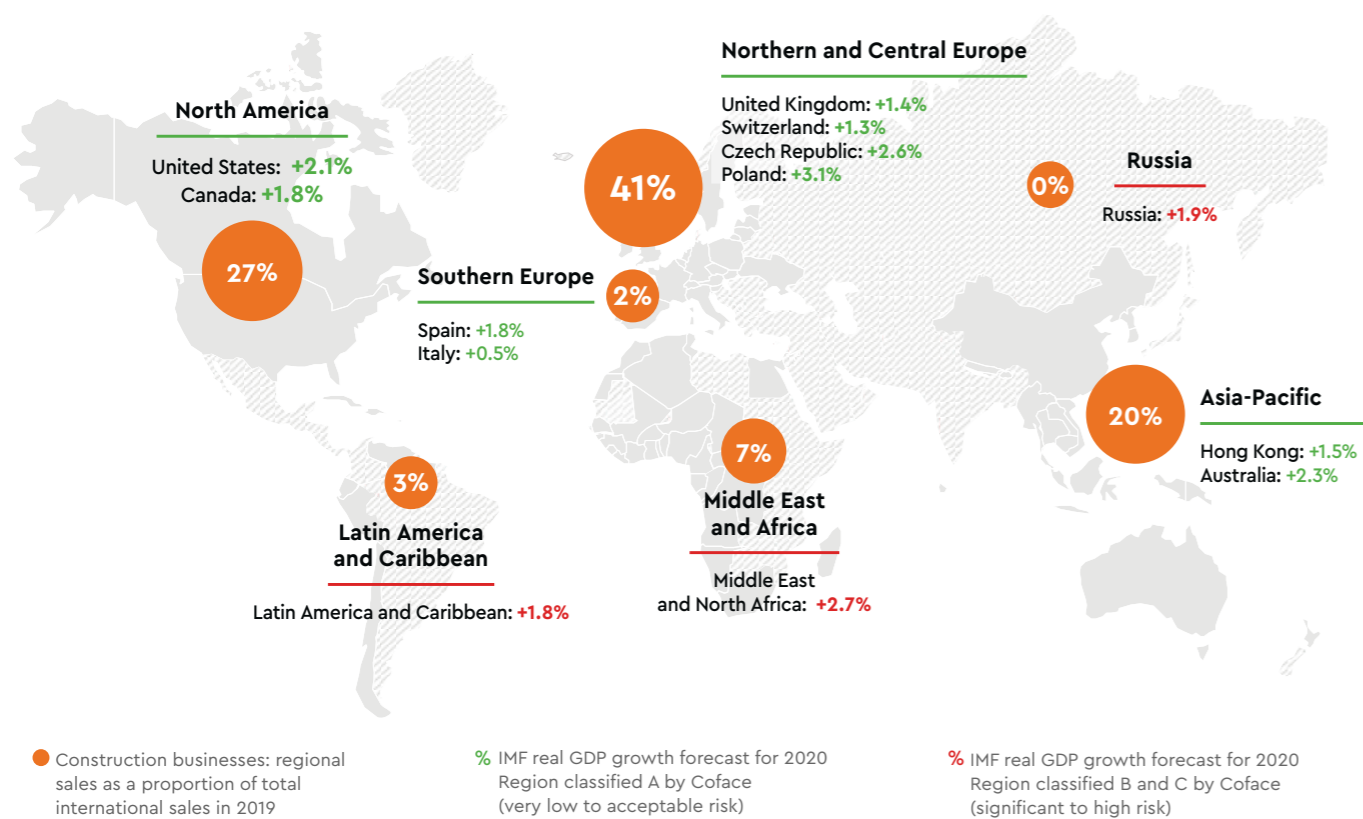 North America
United States: +2.1%
Canada: +1.8%
27%
Northern and Central Europe
United Kingdom: +1.4%
Switzerland: +1.3%
Czech Republic: +2.6%
Poland: +3.1%
41%
Russia
0%
Russia: +1.9%
Southern Europe
2%
Spain: +1.8%
Italy: +0.5%
Asia-Pacific
20%
Hong Kong: +1.5%
Australia: +2.3%
3%
Latin America
and Caribbean
Latin America and Caribbean: +1.8%
7%
Middle East
and Africa
Middle East
and North Africa: +2.7%
Construction businesses: regional
sales as a proportion of total
international sales in 2019
% IMF real GDP growth forecast for 2020
Region classified A by Coface
(very low to acceptable risk)
% IMF real GDP growth forecast for 2020
Region classified B and C by Coface
(significant to high risk)